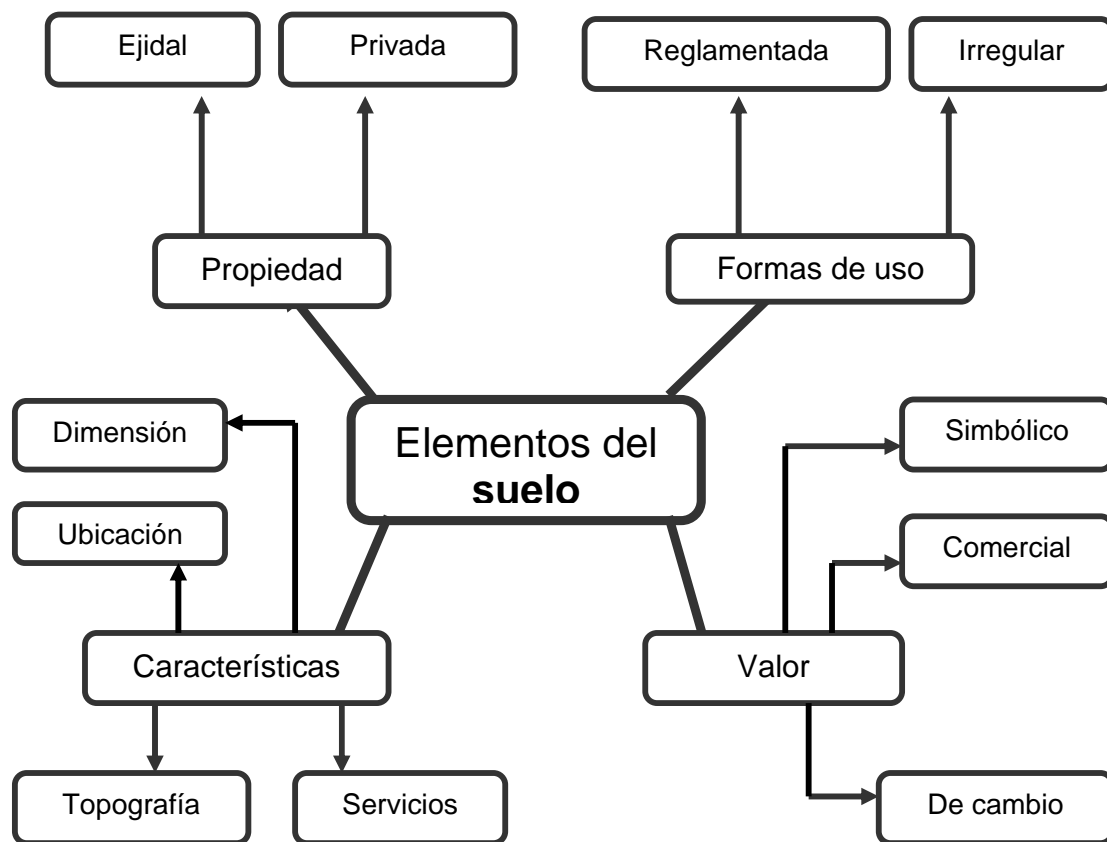 Ejidal
Privada
Reglamentada
Irregular
Propiedad
Formas de uso
Dimensión
Elementos del
suelo
Simbólico
Ubicación
Comercial
Características
Valor
Topografía
Servicios
De cambio